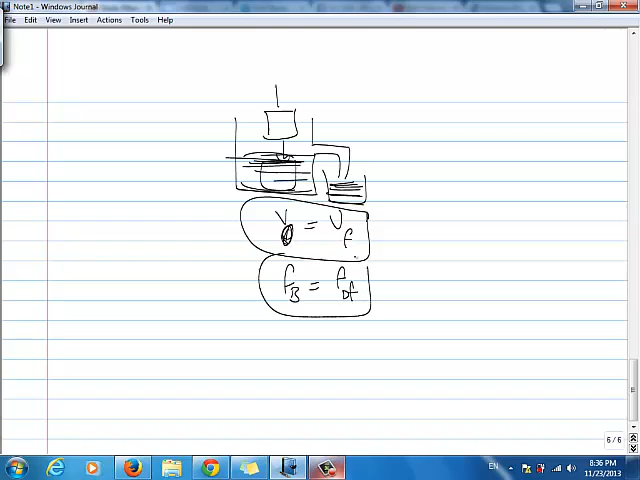 Note1 - Windows Journal
File Edit View Insert Actions Tools Help
V = V f
f B = f Df
6 / 6
EN
8:36 PM
11/23/2013